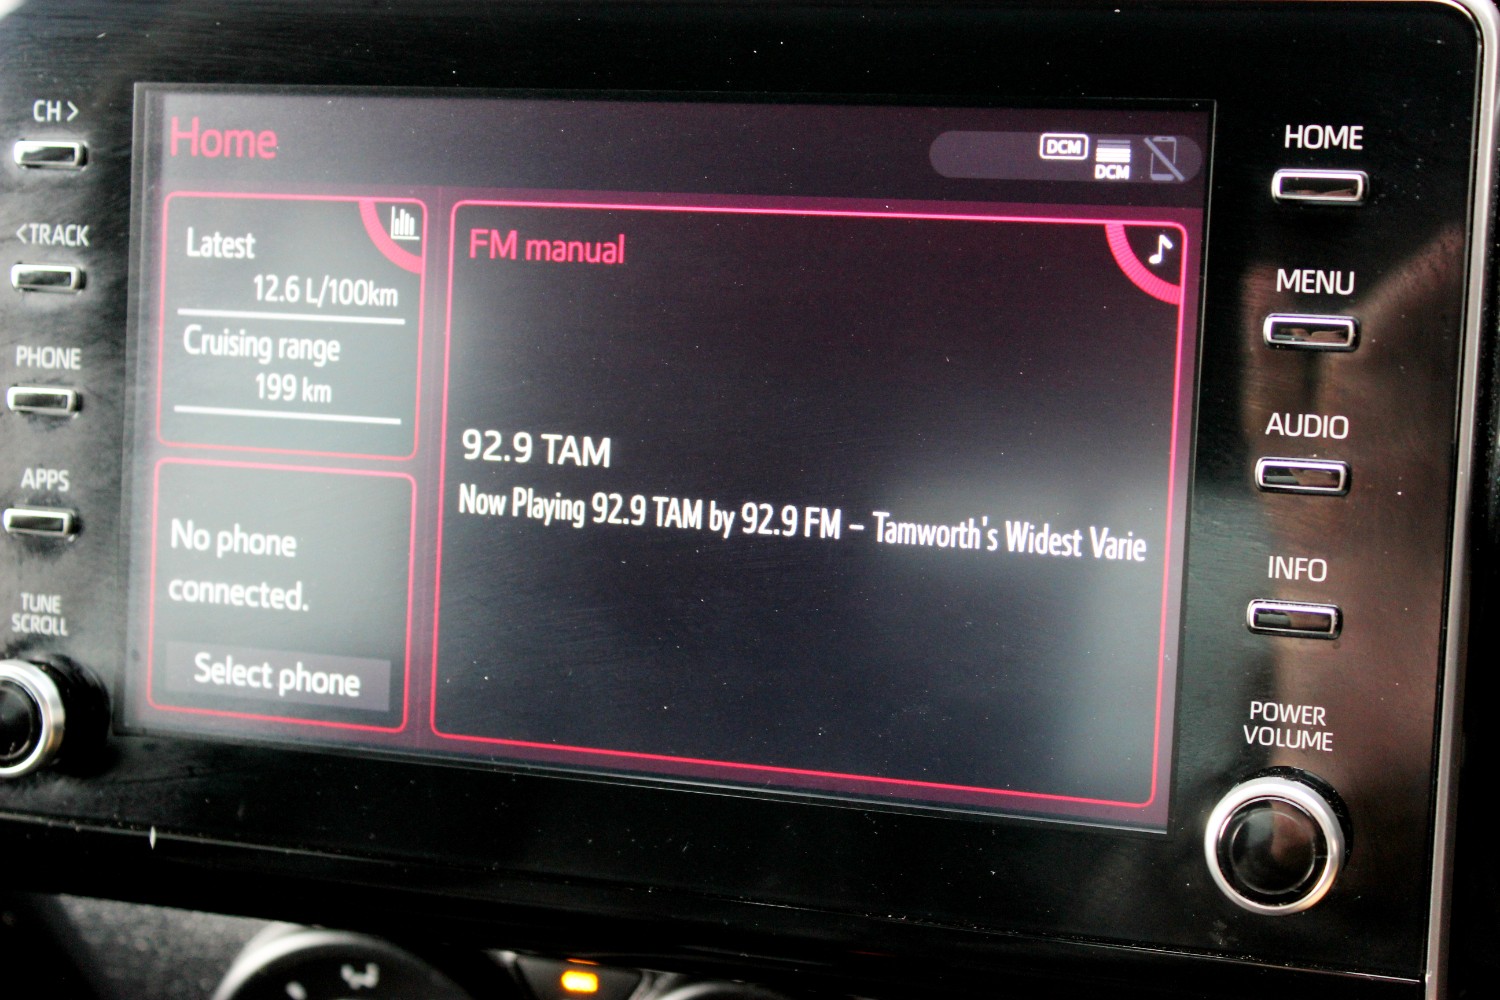 CH >
<TRACK
PHONE
APPS
TUNE
SCROLL
Home
DCM
DCM
Latest
12.6 L/100km
Cruising range
199 km
No phone
connected.
Select phone
FM manual
92.9 TAM
Now Playing 92.9 TAM by 92.9 FM – Tamworth's Widest Varie
HOME
MENU
AUDIO
INFO
POWER
VOLUME